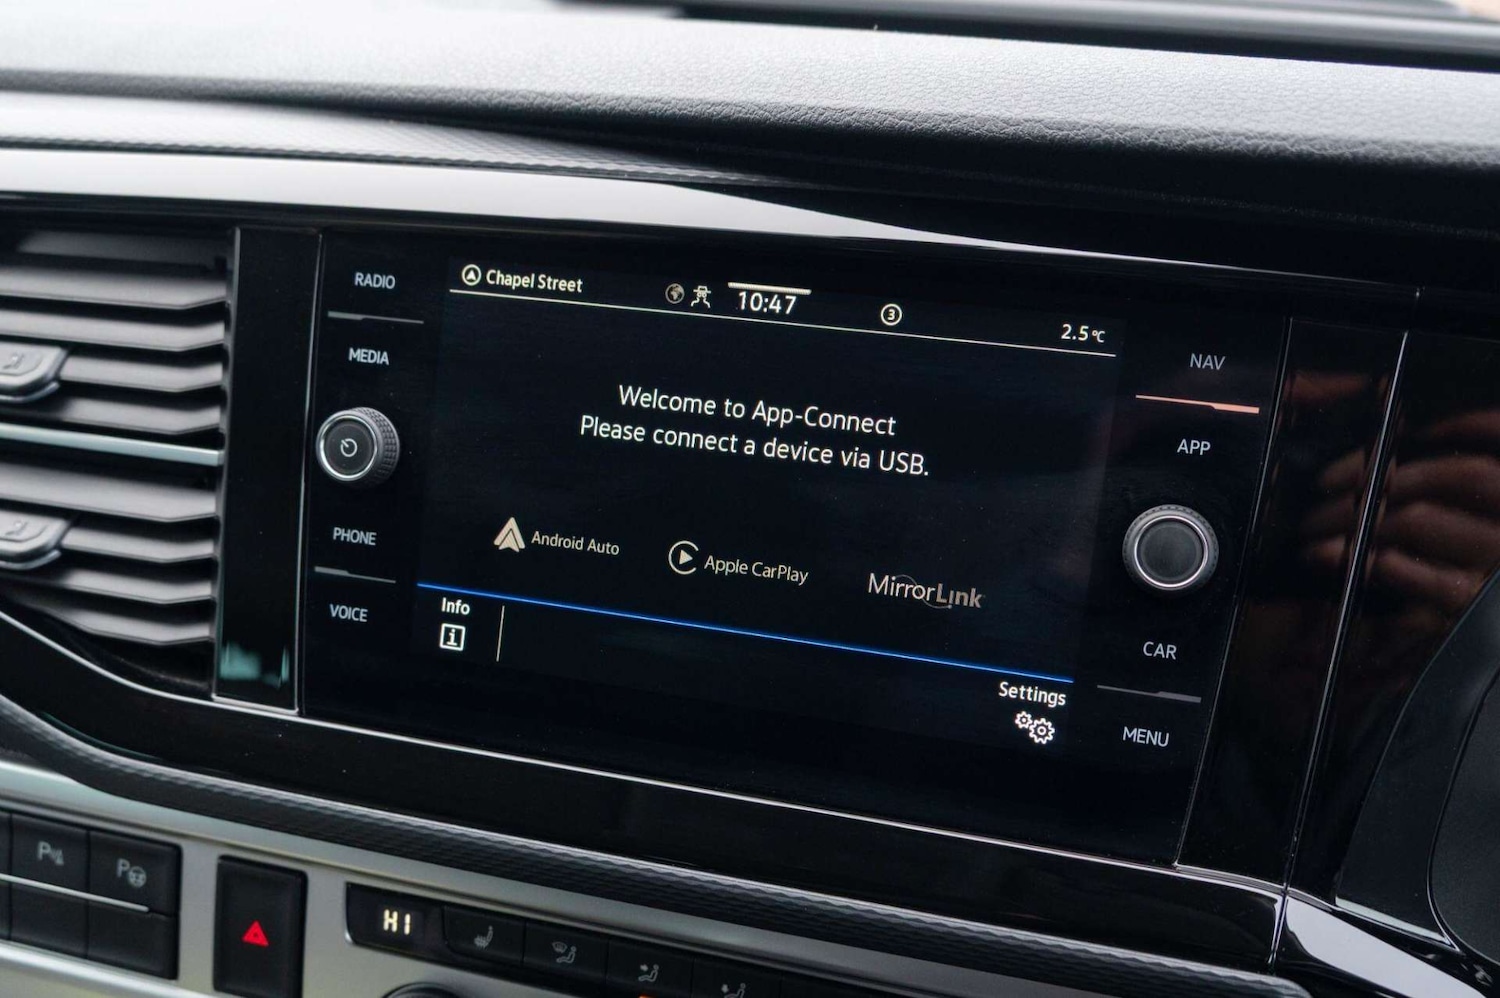 RADIO
MEDIA
PHONE
VOICE
Chapel Street
10:47
3
2.5°C
Welcome to App-Connect
Please connect a device via USB.
Android Auto
Apple CarPlay
MirrorLink
Info
i
Settings
NAV
APP
CAR
MENU
P
P
HI